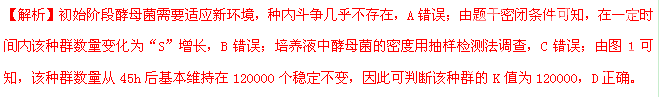 【解析】初始阶段酵母菌需要适应新环境，种内斗争几乎不存在，A 错误；由题干密闭条件可知，在一定时
间内该种群数量变化为“S”增长，B 错误；培养液中酵母菌的密度用抽样检测法调查，C 错误；由图 1 可
知，该种群数量从 45h 后基本维持在 120000 个稳定不变，因此可判断该种群的 K 值为 120000，D 正确。